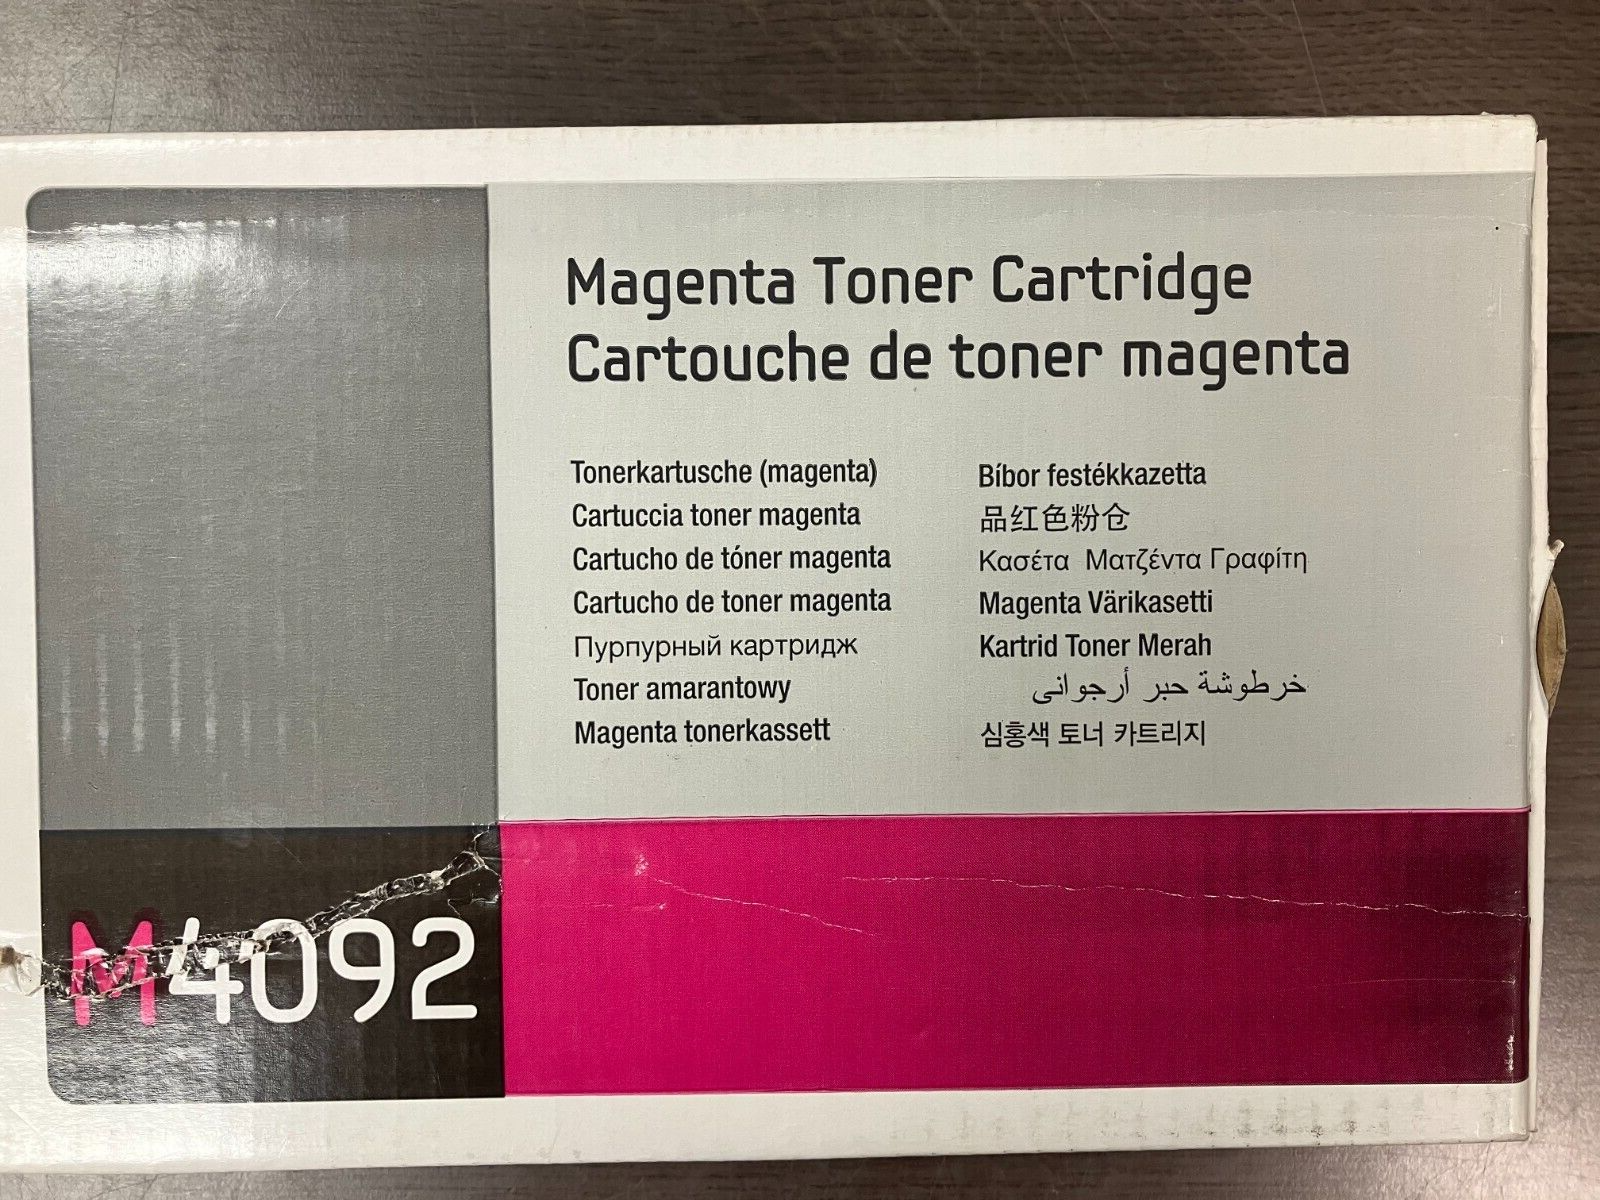 Magenta Toner Cartridge
Cartouche de toner magenta
Tonerkartusche (magenta)
Cartuccia toner magenta
Cartucho de tóner magenta
Cartucho de toner magenta
Пурпурный картридж
Toner amarantowy
Magenta tonerkassett
Bíbor festékkazetta
品红色粉仓
Κασέτα Ματζέντα Γραφίτη
Magenta Värikasetti
Kartrid Toner Merah
خرطوشة حبر أرجوانى
심홍색 토너 카트리지
M4092